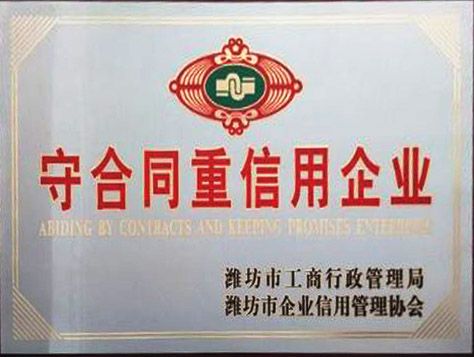 守合同重信用企业
ABIDING BY CONTRACTS AND KEEPING PROMISES ENTERPRISE
潍坊市工商行政管理局
潍坊市企业信用管理协会